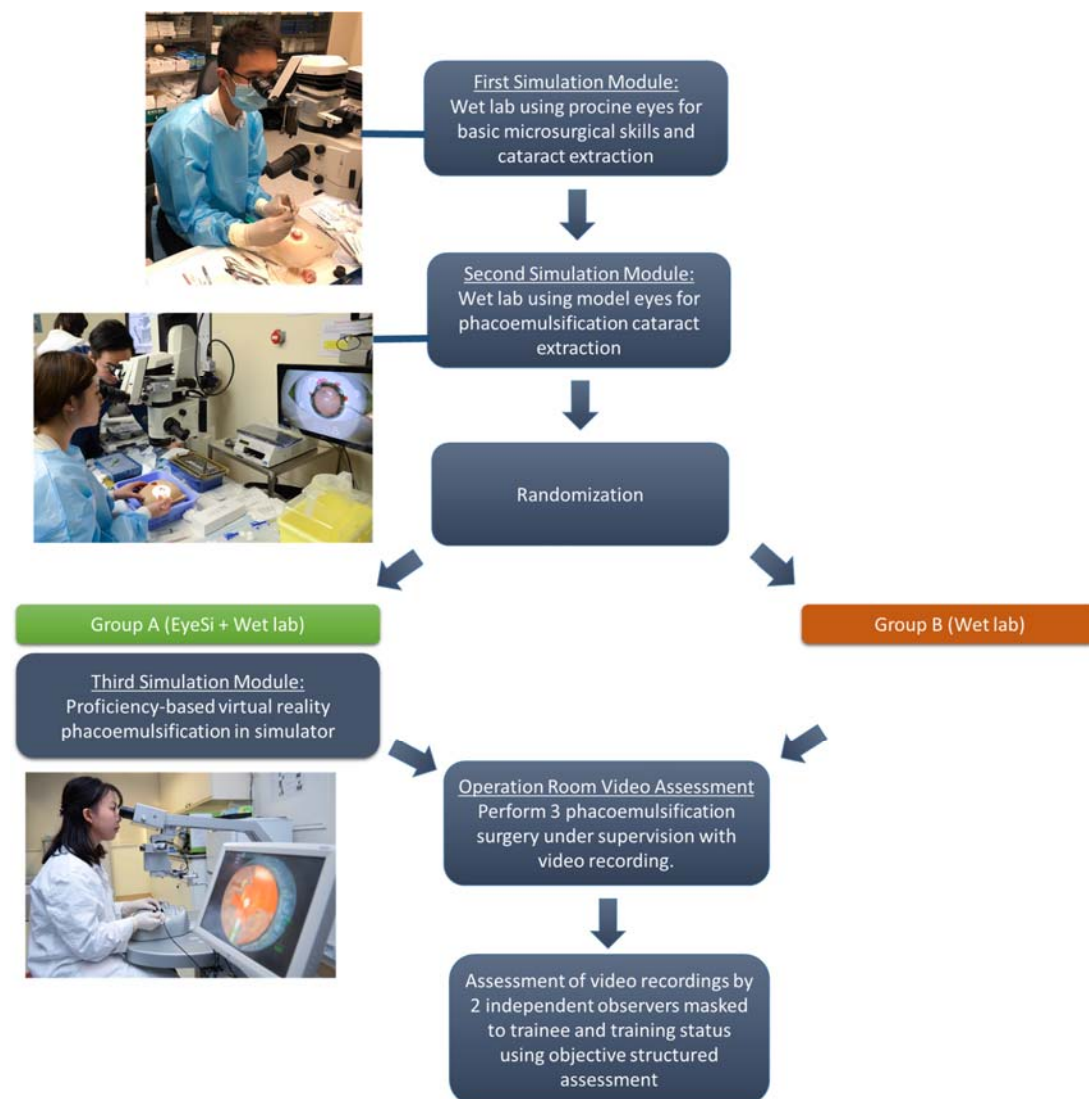 First Simulation Module:
Wet lab using procine eyes for
basic microsurgical skills and
cataract extraction
Second Simulation Module:
Wet lab using model eyes for
phacoemulsification cataract
extraction
Randomization
Group A (EyeSi + Wet lab)
Group B (Wet lab)
Third Simulation Module:
Proficiency-based virtual reality
phacoemulsification in simulator
Operation Room Video Assessment
Perform 3 phacoemulsification
surgery under supervision with
video recording.
Assessment of video recordings by
2 independent observers masked
to trainee and training status
using objective structured
assessment